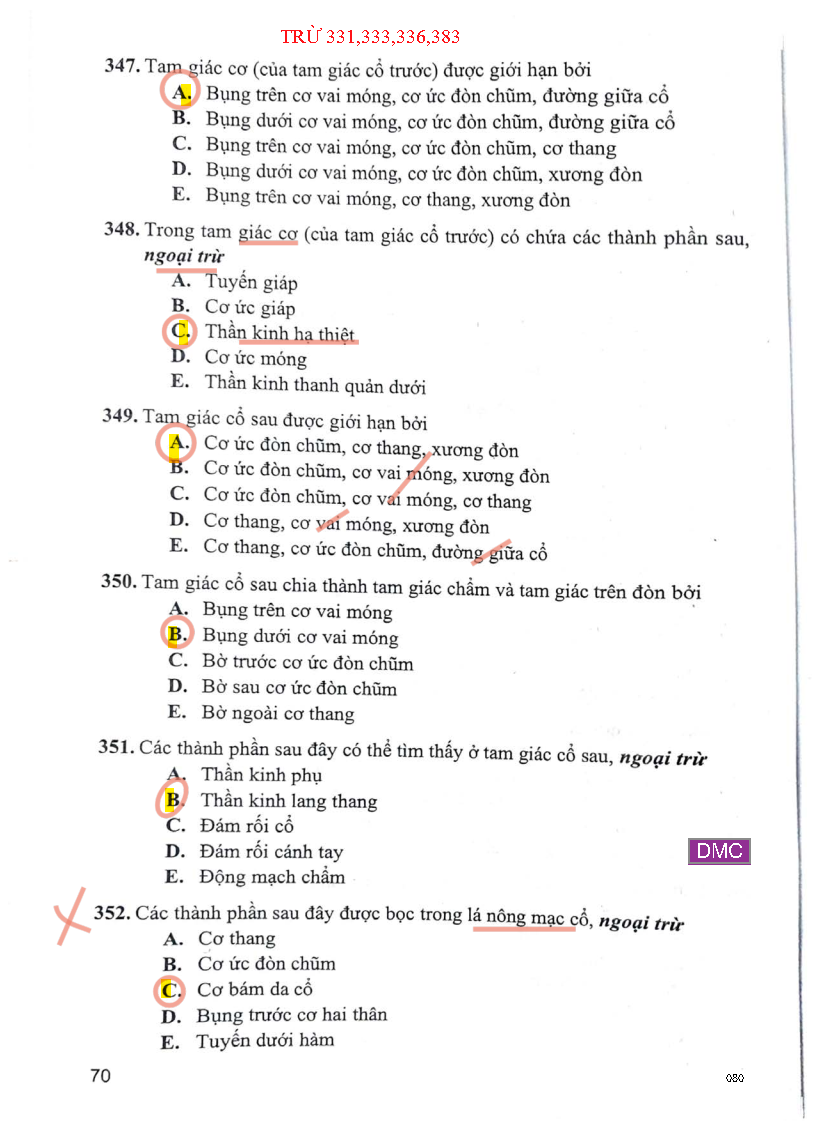 TRỪ 331,333,336,383
347. Tam giác cơ (của tam giác cổ trước) được giới hạn bởi
A. Bụng trên cơ vai móng, cơ ức đòn chũm, đường giữa cổ
B. Bụng dưới cơ vai móng, cơ ức đòn chũm, đường giữa cổ
C. Bụng trên cơ vai móng, cơ ức đòn chũm, cơ thang
D. Bụng dưới cơ vai móng, cơ ức đòn chũm, xương đòn
E. Bụng trên cơ vai móng, cơ thang, xương đòn
348. Trong tam giác cơ (của tam giác cổ trước) có chứa các thành phần sau,
ngoại trừ
A. Tuyến giáp
B. Cơ ức giáp
C. Thần kinh hạ thiệt
D. Cơ ức móng
E. Thần kinh thanh quản dưới
349. Tam giác cổ sau được giới hạn bởi
A. Cơ ức đòn chũm, cơ thang, xương đòn
B. Cơ ức đòn chũm, cơ vai móng, xương đòn
C. Cơ ức đòn chũm, cơ vai móng, cơ thang
D. Cơ thang, cơ vai móng, xương đòn
E. Cơ thang, cơ ức đòn chũm, đường giữa cổ
350. Tam giác cổ sau chia thành tam giác chẩm và tam giác trên đòn bởi
A. Bụng trên cơ vai móng
B. Bụng dưới cơ vai móng
C. Bờ trước cơ ức đòn chũm
D. Bờ sau cơ ức đòn chũm
E. Bờ ngoài cơ thang
351. Các thành phần sau đây có thể tìm thấy ở tam giác cổ sau, ngoại trừ
A. Thần kinh phụ
B. Thần kinh lang thang
C. Đám rối cổ
D. Đám rối cánh tay
DMC
E. Động mạch chẩm
352. Các thành phần sau đây được bọc trong lá nông mạc cổ, ngoại trừ
A. Cơ thang
B. Cơ ức đòn chũm
C. Cơ bám da cổ
D. Bụng trước cơ hai thân
E. Tuyến dưới hàm
70
080